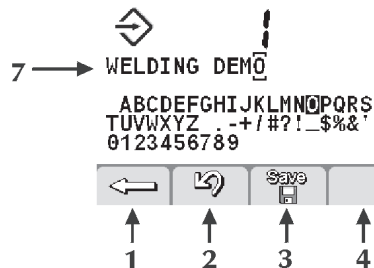 7
WELDING DEMO
ABCDEFGHIJKLMNOPQRS
TUVWXYZ .-+/#?!_$%&'
0123456789
Save
1 2 3 4